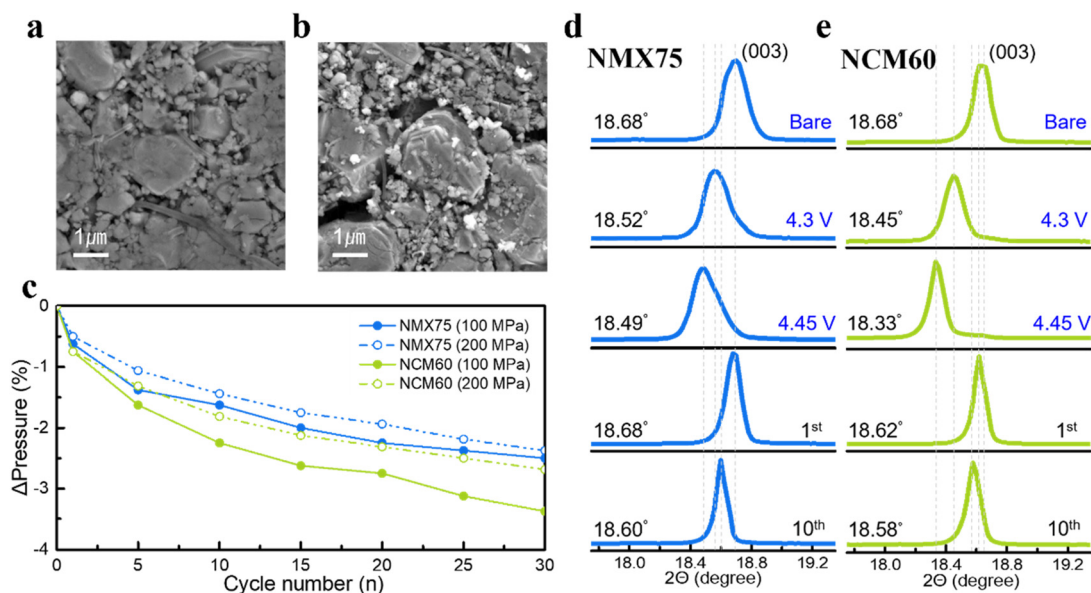 a
1㎛
b
1㎛
c
ΔPressure (%)
0
-1
-2
-3
-4
NMX75 (100 MPa)
NMX75 (200 MPa)
NCM60 (100 MPa)
NCM60 (200 MPa)
0 5 10 15 20 25 30
Cycle number (n)
d
NMX75
(003)
18.68° Bare
18.52° 4.3 V
18.49° 4.45 V
18.68° 1st
18.60° 10th
18.0 18.4 18.8 19.2
2Θ (degree)
e
NCM60
(003)
18.68° Bare
18.45° 4.3 V
18.33° 4.45 V
18.62° 1st
18.58° 10th
18.0 18.4 18.8 19.2
2Θ (degree)